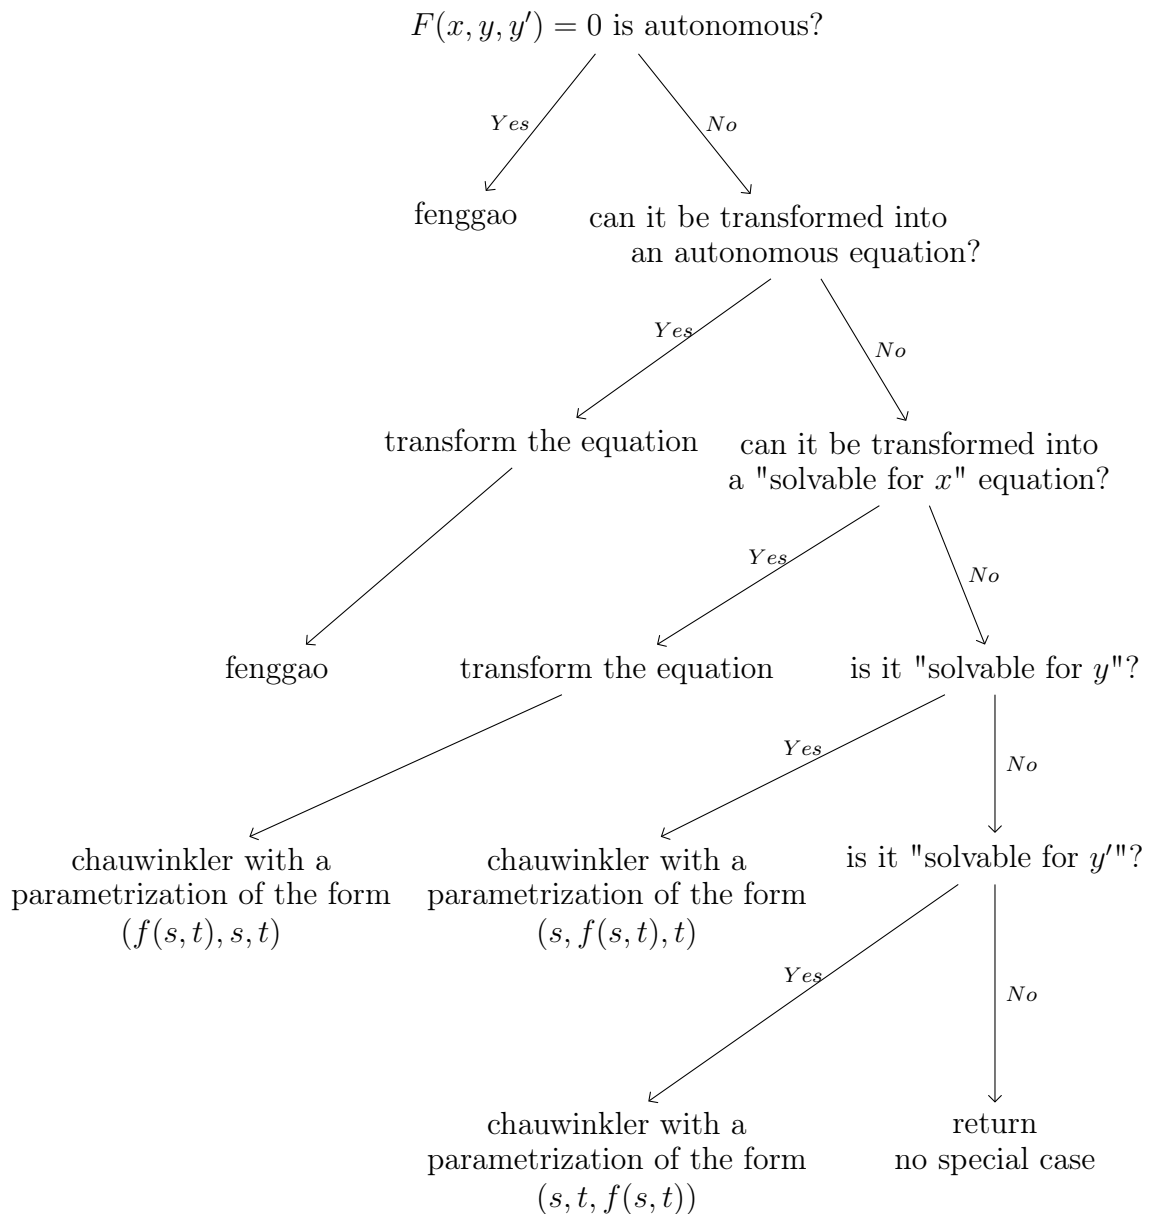 F(x, y, y′) = 0 is autonomous?
Yes
No
fenggao
can it be transformed into
an autonomous equation?
Yes
No
transform the equation
can it be transformed into
a "solvable for x" equation?
Yes
No
fenggao
transform the equation
is it "solvable for y"?
Yes
No
chauwinkler with a
parametrization of the form
(f(s, t), s, t)
chauwinkler with a
parametrization of the form
(s, f(s, t), t)
is it "solvable for y′"?
Yes
No
chauwinkler with a
parametrization of the form
(s, t, f(s, t))
return
no special case